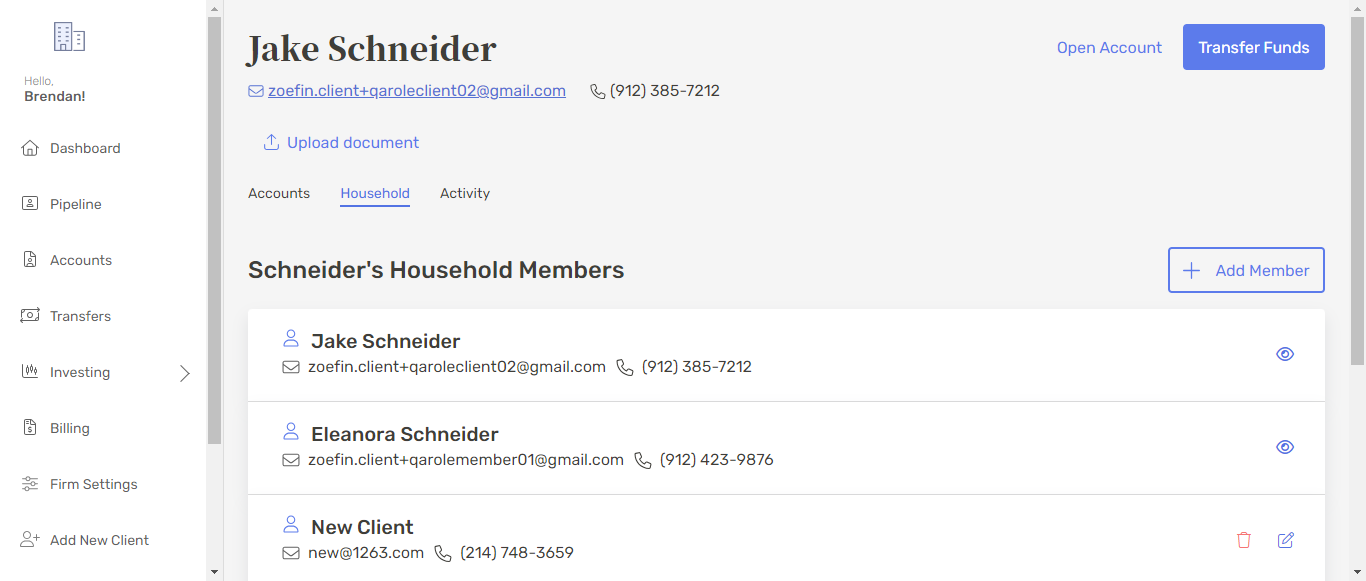 Hello,
Brendan!
Dashboard
Pipeline
Accounts
Transfers
Investing
Billing
Firm Settings
Add New Client
Jake Schneider
Open Account
Transfer Funds
zoefin.client+qaroleclient02@gmail.com (912) 385-7212
Upload document
Accounts Household Activity
Schneider's Household Members
Add Member
Jake Schneider
zoefin.client+qaroleclient02@gmail.com (912) 385-7212
Eleanora Schneider
zoefin.client+qarolemember01@gmail.com (912) 423-9876
New Client
new@1263.com (214) 748-3659